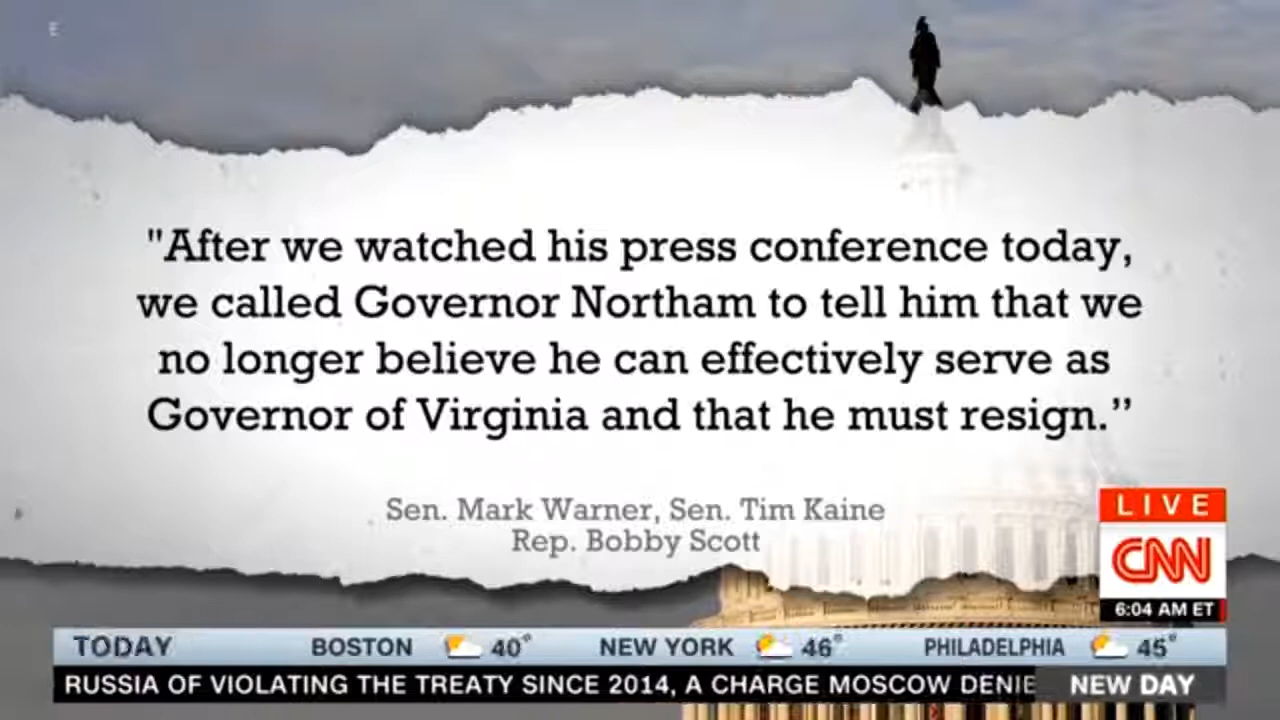 E
"After we watched his press conference today,
we called Governor Northam to tell him that we
no longer believe he can effectively serve as
Governor of Virginia and that he must resign.”
Sen. Mark Warner, Sen. Tim Kaine
Rep. Bobby Scott
LIVE
CNN
6:04 AM ET
TODAY BOSTON 40° NEW YORK 46° PHILADELPHIA 45°
RUSSIA OF VIOLATING THE TREATY SINCE 2014, A CHARGE MOSCOW DENIE NEW DAY